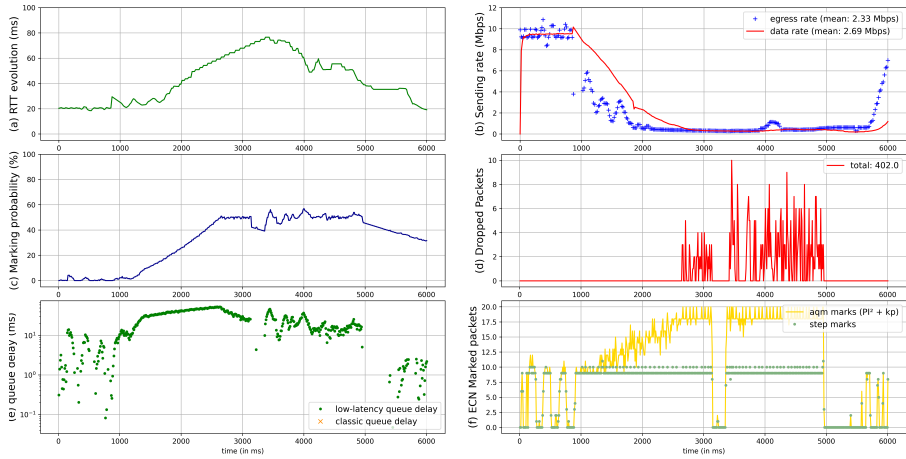 (a) RTT evolution (ms)
100
80
60
40
20
0
0 1000 2000 3000 4000 5000 6000
(b) Sending rate (Mbps)
12
10
8
6
4
2
0
egress rate (mean: 2.33 Mbps)
data rate (mean: 2.69 Mbps)
0 1000 2000 3000 4000 5000 6000
(c) Marking probability (%)
100
80
60
40
20
0
0 1000 2000 3000 4000 5000 6000
(d) Dropped Packets
10
8
6
4
2
0
total: 402.0
0 1000 2000 3000 4000 5000 6000
(e) queue delay (ms)
10¹
10⁰
10⁻¹
low-latency queue delay
classic queue delay
0 1000 2000 3000 4000 5000 6000
time (in ms)
(f) ECN Marked packets
20.0
17.5
15.0
12.5
10.0
7.5
5.0
2.5
0.0
aqm marks (PI² + kp)
step marks
0 1000 2000 3000 4000 5000 6000
time (in ms)